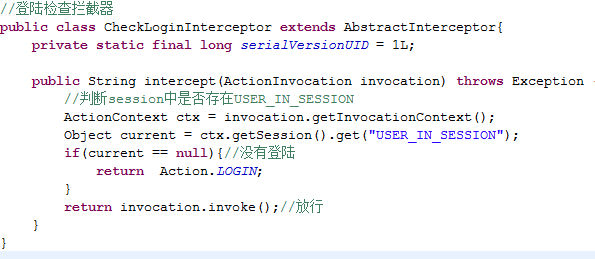 //登陆检查拦截器
public class CheckLoginInterceptor extends AbstractInterceptor{
private static final long serialVersionUID = 1L;
public String intercept(ActionInvocation invocation) throws Exception
//判断session中是否存在USER_IN_SESSION
ActionContext ctx = invocation.getInvocationContext();
Object current = ctx.getSession().get("USER_IN_SESSION");
if(current == null){//没有登陆
return  Action.LOGIN;
}
return invocation.invoke();//放行
}
}